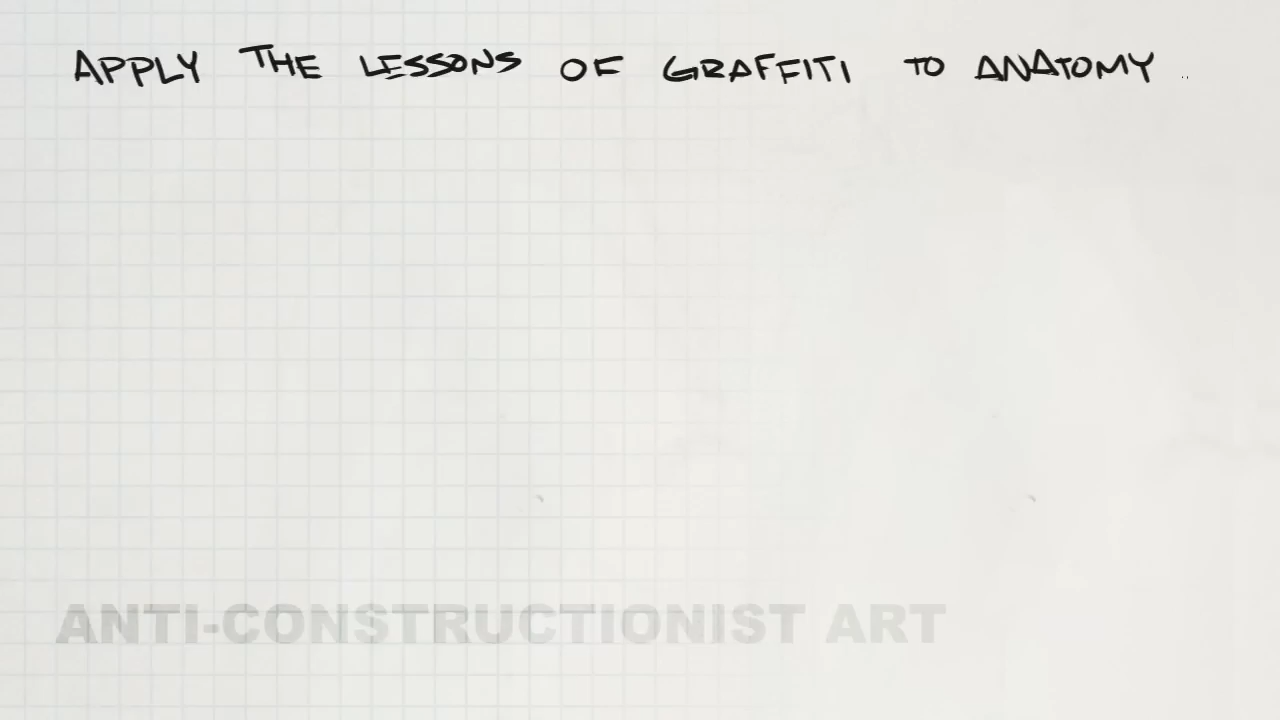 APPLY THE LESSONS OF GRAFFITI TO ANATOMY ..
ANTI-CONSTRUCTIONIST ART